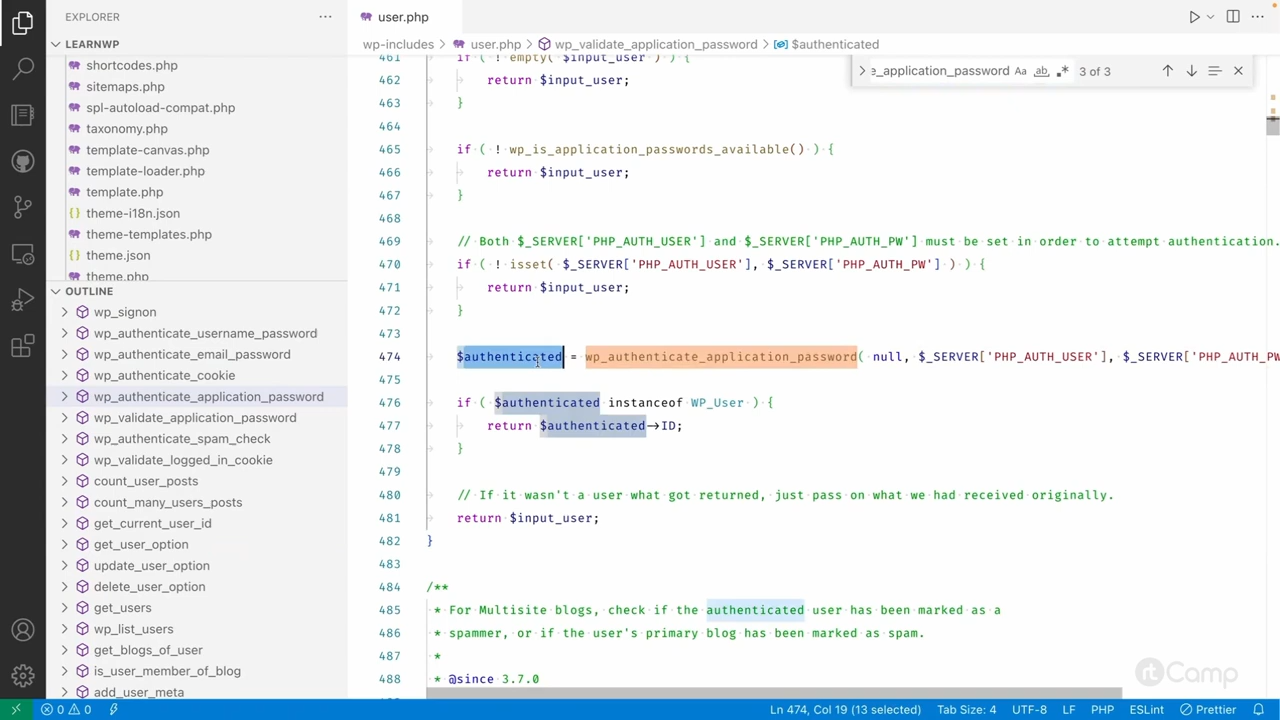 EXPLORER
LEARNWP
shortcodes.php
sitemaps.php
spl-autoload-compat.php
taxonomy.php
template-canvas.php
template-loader.php
template.php
theme-i18n.json
theme-templates.php
theme.json
theme.php
OUTLINE
wp_signon
wp_authenticate_username_password
wp_authenticate_email_password
wp_authenticate_cookie
wp_authenticate_application_password
wp_validate_application_password
wp_authenticate_spam_check
wp_validate_logged_in_cookie
count_user_posts
count_many_users_posts
get_current_user_id
get_user_option
update_user_option
delete_user_option
get_users
wp_list_users
get_blogs_of_user
is_user_member_of_blog
add_user_meta
user.php
wp-includes > user.php > wp_validate_application_password > $authenticated
e_application_password Aa ab 3 of 3
461 if ( ! empty( $input_user ) ) {
462 return $input_user;
463 }
464
465 if ( ! wp_is_application_passwords_available() ) {
466 return $input_user;
467 }
468
469 // Both $_SERVER['PHP_AUTH_USER'] and $_SERVER['PHP_AUTH_PW'] must be set in order to attempt authentication.
470 if ( ! isset( $_SERVER['PHP_AUTH_USER'], $_SERVER['PHP_AUTH_PW'] ) ) {
471 return $input_user;
472 }
473
474 $authenticated = wp_authenticate_application_password( null, $_SERVER['PHP_AUTH_USER'], $_SERVER['PHP_AUTH_PW
475
476 if ( $authenticated instanceof WP_User ) {
477 return $authenticated->ID;
478 }
479
480 // If it wasn't a user what got returned, just pass on what we had received originally.
481 return $input_user;
482 }
483
484 /**
485 * For Multisite blogs, check if the authenticated user has been marked as a
486 * spammer, or if the user's primary blog has been marked as spam.
487 *
488 * @since 3.7.0
rtCamp
0 0 Ln 474, Col 19 (13 selected) Tab Size: 4 UTF-8 LF PHP ESLint Prettier